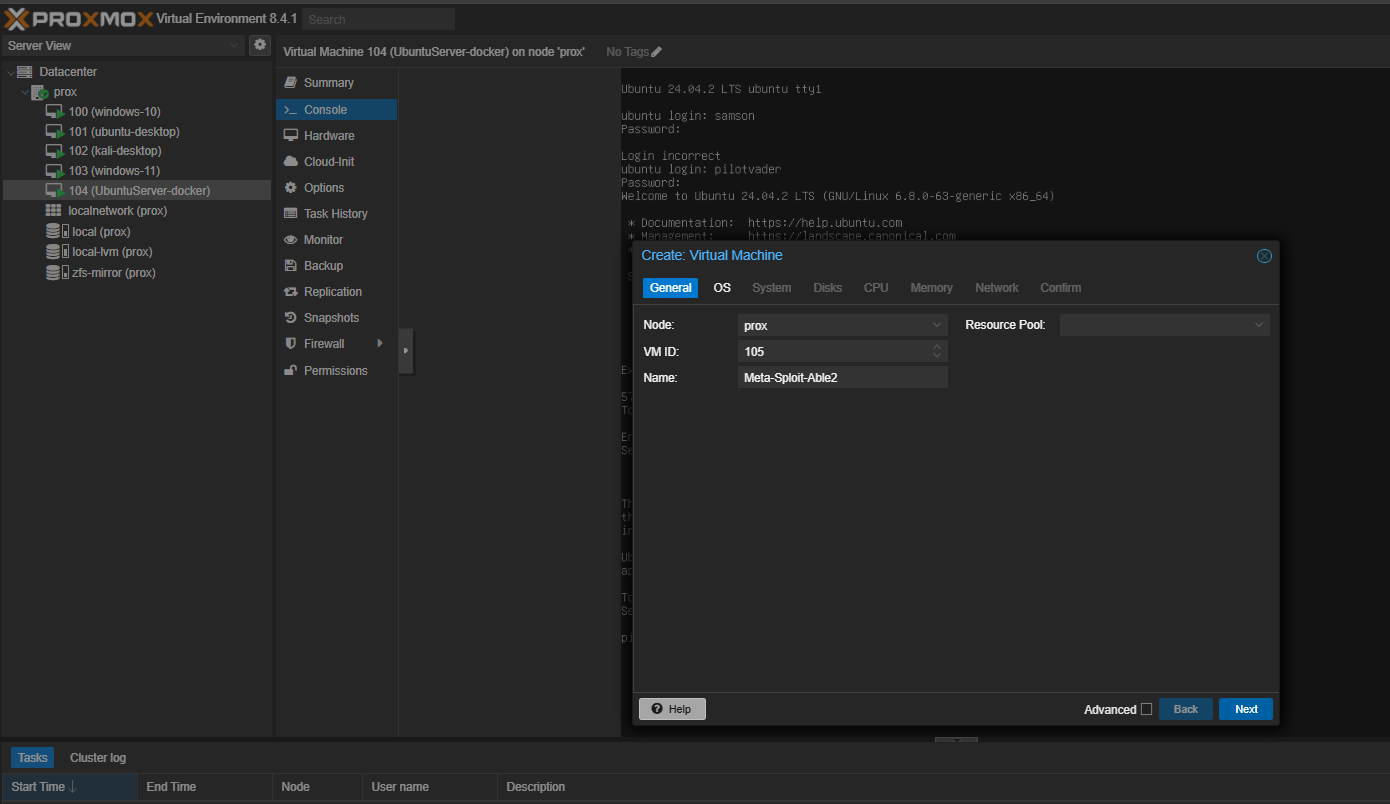 PROXMOX Virtual Environment 8.4.1 Search
Server View
Virtual Machine 104 (UbuntuServer-docker) on node 'prox' No Tags
Datacenter
prox
100 (windows-10)
101 (ubuntu-desktop)
102 (kali-desktop)
103 (windows-11)
104 (UbuntuServer-docker)
localnetwork (prox)
local (prox)
local-lvm (prox)
zfs-mirror (prox)
Summary
Console
Hardware
Cloud-Init
Options
Task History
Monitor
Backup
Replication
Snapshots
Firewall
Permissions
Ubuntu 24.04.2 LTS ubuntu tty1
ubuntu login: samson
Password:
Login incorrect
ubuntu login: pilotvader
Password:
Welcome to Ubuntu 24.04.2 LTS (GNU/Linux 6.8.0-63-generic x86_64)
* Documentation: https://help.ubuntu.com
* Management: https://landscape.canonical.com
Create: Virtual Machine
General OS System Disks CPU Memory Network Confirm
Node: prox Resource Pool:
VM ID: 105
Name: Meta-Sploit-Able2
Help Advanced Back Next
Tasks Cluster log
Start Time End Time Node User name Description